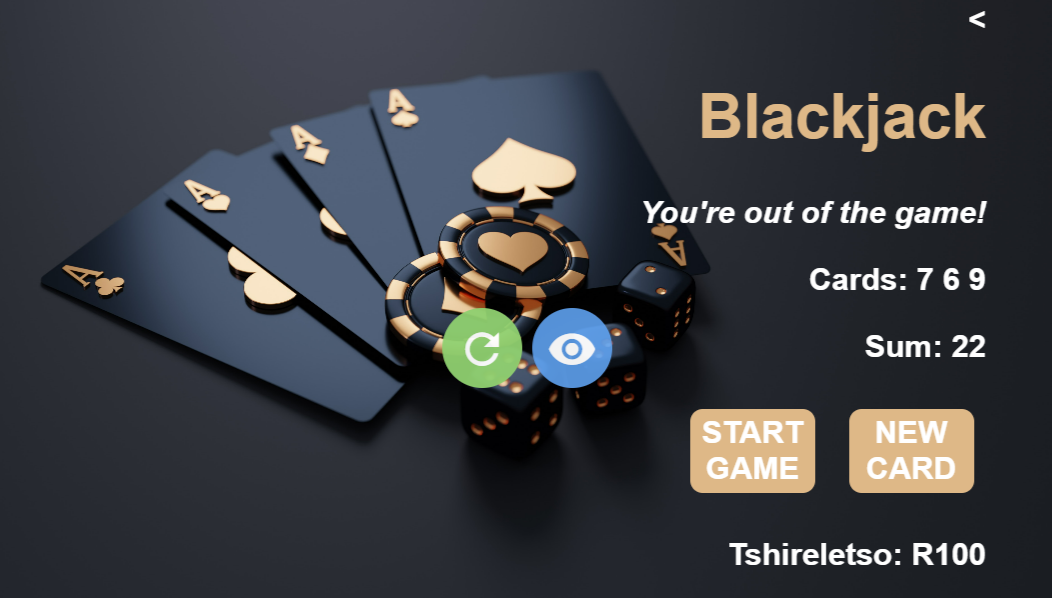 <
Blackjack
You're out of the game!
Cards: 7 6 9
Sum: 22
START
GAME
NEW
CARD
Tshireletso: R100
A
A
A
A
A